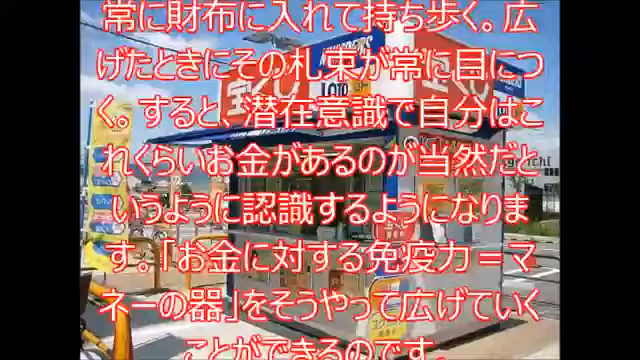 常に財布に入れて持ち歩く。広
げたときにその札束が常に目につ
く。すると、潜在意識で自分はこ
れくらいお金があるのが当然だと
いうように認識するようになりま
す。「お金に対する免疫力＝マ
ネーの器」をそうやって広げていく
ことができるのです。
宝くじ
LOTO